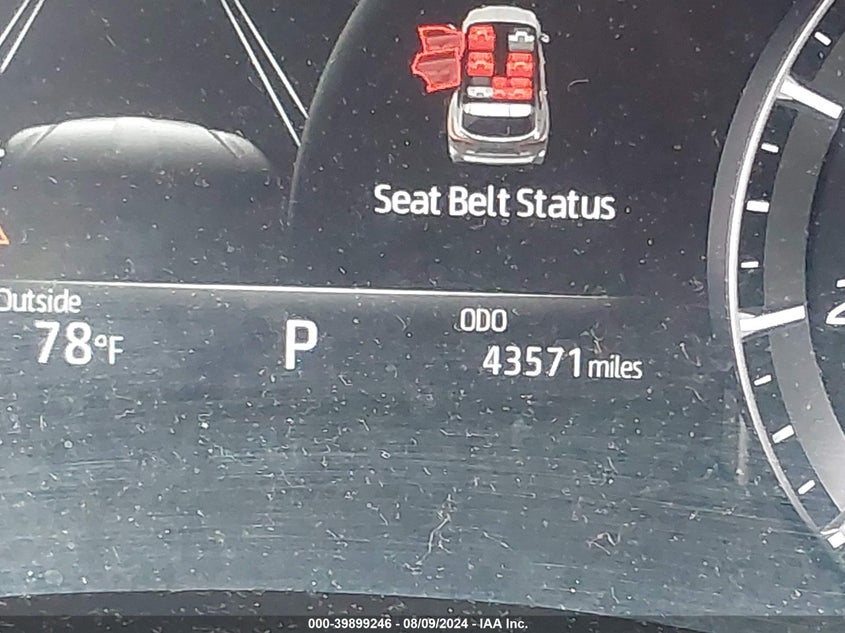 Seat Belt Status
Outside
78°F
P
ODO
43571 miles
000-39899246 - 08/09/2024 - IAA Inc.